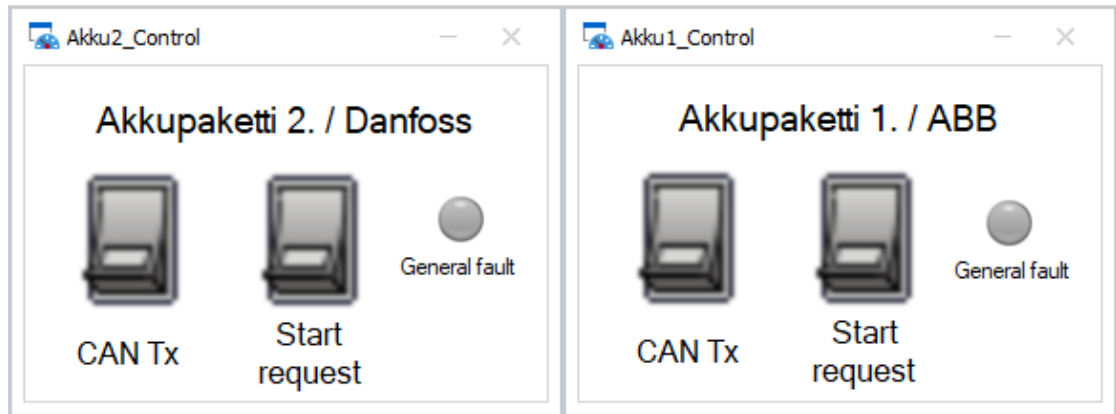 Akku2_Control
Akkupaketti 2. / Danfoss
General fault
CAN Tx
Start
request
Akku1_Control
Akkupaketti 1. / ABB
General fault
CAN Tx
Start
request